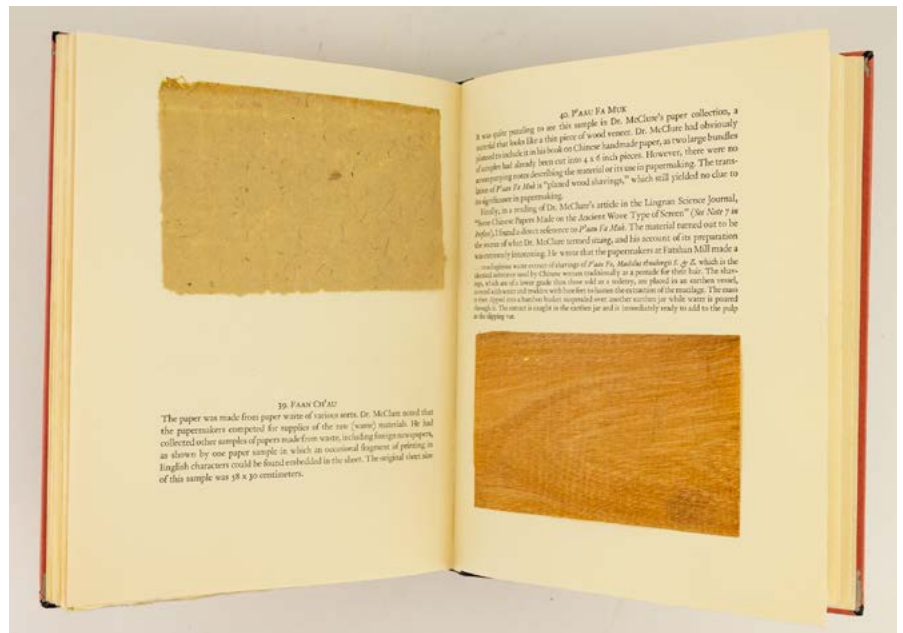 39. FAAN CH'AU
The paper was made from paper waste of various sorts. Dr. McClure noted that
the papermakers competed for supplies of the raw (waste) materials. He had
collected other samples of papers made from waste, including foreign newspapers,
as shown by one paper sample in which an occasional fragment of printing in
English characters could be found embedded in the sheet. The original sheet size
of this sample was 58 x 30 centimeters.
40. P'AAU FA MUK
It was quite puzzling to see this sample in Dr. McClure's paper collection, a
material that looks like a thin piece of wood veneer. Dr. McClure had obviously
planned to include it in his book on Chinese handmade paper, as two large bundles
of samples had already been cut into 4 x 6 inch pieces. However, there were no
accompanying notes describing the material or its use in papermaking. The trans-
lation of P'aau Fa Muk is "planed wood shavings," which still yielded no clue to
its significance in papermaking.
Finally, in a reading of Dr. McClure's article in the Lingnan Science Journal,
"Some Chinese Papers Made on the Ancient Wove Type of Screen" (See Note 7 in
Preface), I found a direct reference to P'aau Fa Muk. The material turned out to be
the source of what Dr. McClure termed sizing, and his account of its preparation
was extremely interesting. He wrote that the papermakers at Fatshan Mill made a
... mucilaginous water extract of shavings of P'aau Fa, Machilus thunbergii S. & Z. which is the
identical substance used by Chinese women traditionally as a pomade for their hair. The shav-
ings, which are of a lower grade than those sold as a toiletry, are placed in an earthen vessel,
covered with water and trodden with bare feet to hasten the extraction of the mucilage. The mass
is then dipped into a bamboo basket suspended over another earthen jar while water is poured
through it. The extract is caught in the earthen jar and is immediately ready to add to the pulp
in the dipping vat.